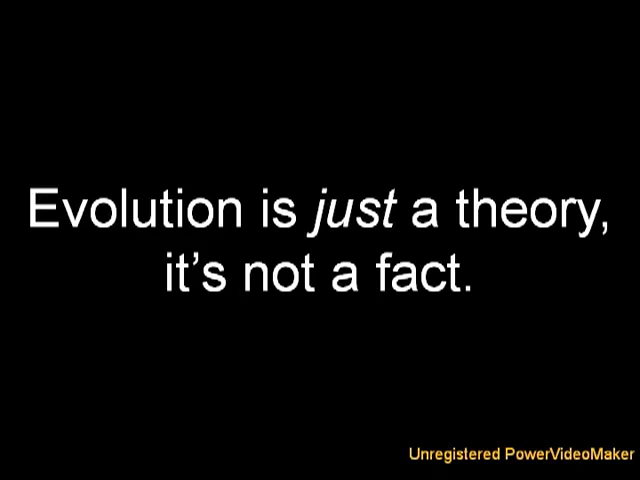 Evolution is just a theory,
it’s not a fact.
Unregistered PowerVideoMaker